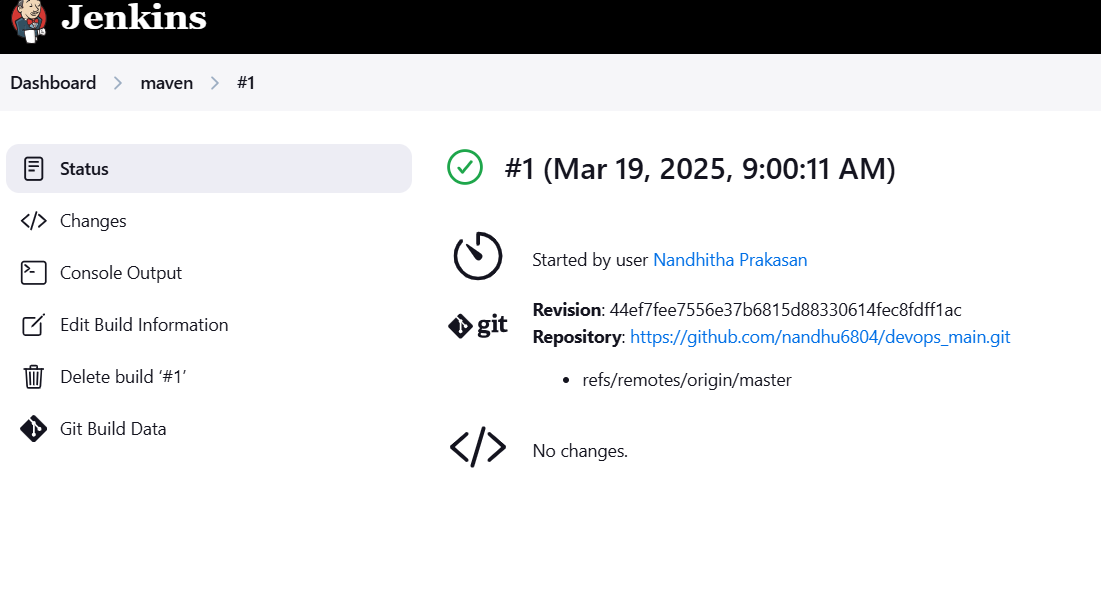 Jenkins
Dashboard > maven > #1
Status
Changes
Console Output
Edit Build Information
Delete build ‘#1’
Git Build Data
#1 (Mar 19, 2025, 9:00:11 AM)
Started by user Nandhitha Prakasan
git
Revision: 44ef7fee7556e37b6815d88330614fec8fdff1ac
Repository: https://github.com/nandhu6804/devops_main.git
• refs/remotes/origin/master
No changes.